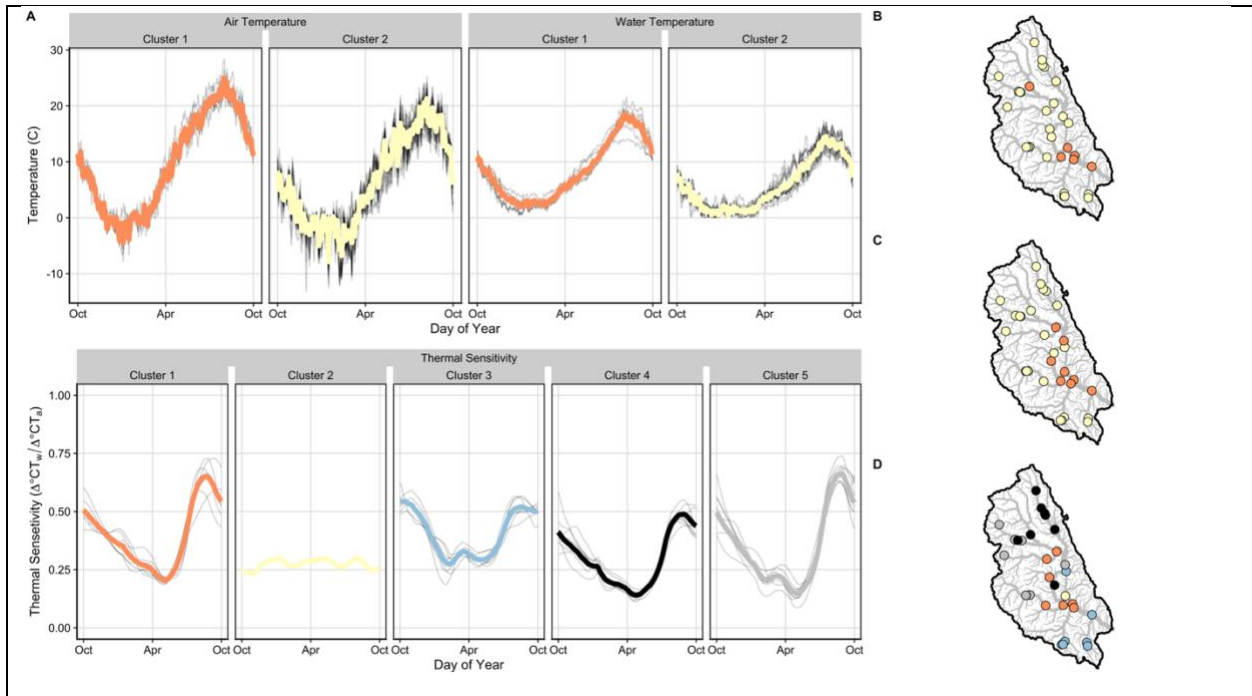 A
Air Temperature
Water Temperature
Cluster 1
Cluster 2
Cluster 1
Cluster 2
30
20
10
0
-10
Temperature (C)
Oct
Apr
Oct
Oct
Apr
Oct
Oct
Apr
Oct
Oct
Apr
Oct
Day of Year
Thermal Sensitivity
Cluster 1
Cluster 2
Cluster 3
Cluster 4
Cluster 5
1.00
0.75
0.50
0.25
0.00
Thermal Sensetivity (Δ°CTw/Δ°CTa)
Oct
Apr
Oct
Oct
Apr
Oct
Oct
Apr
Oct
Oct
Apr
Oct
Oct
Apr
Oct
Day of Year
B
C
D